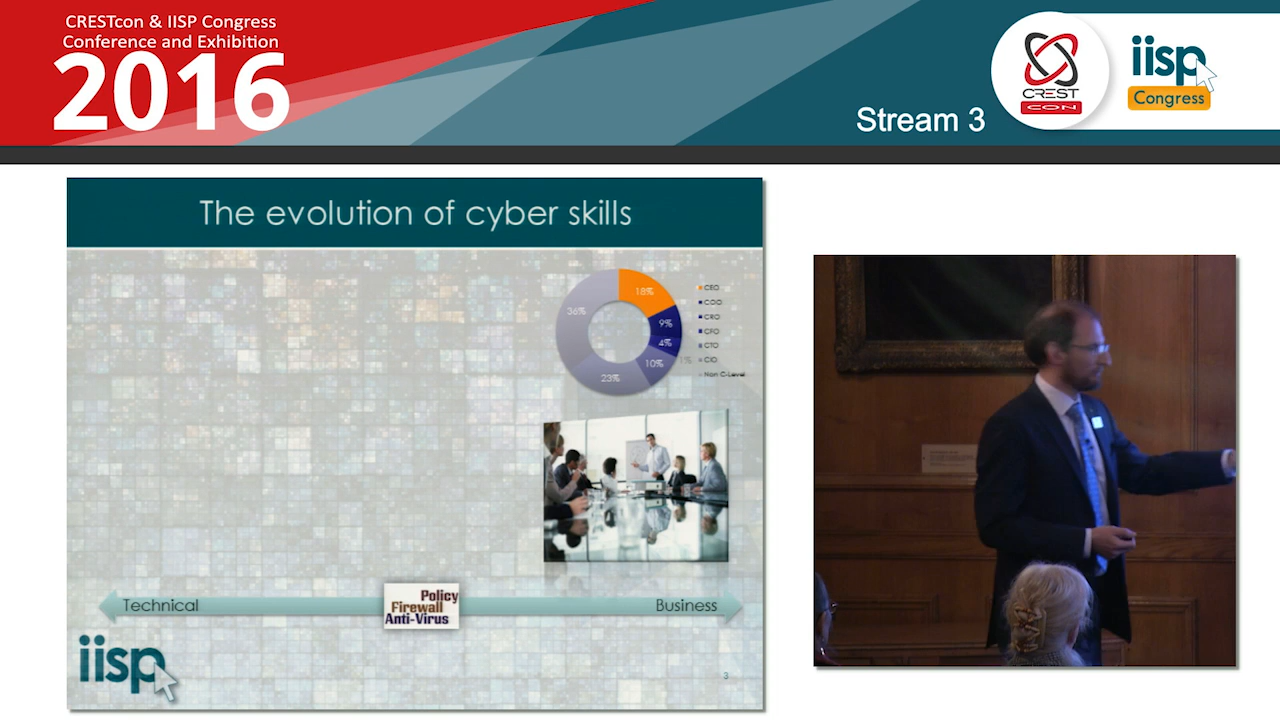 CRESTcon & IISP Congress
Conference and Exhibition
2016
Stream 3
CREST
CON
iisp
Congress
The evolution of cyber skills
18%
9%
4%
1%
10%
23%
36%
CEO
COO
CRO
CFO
CTO
CIO
Non C-Level
Technical
Policy
Firewall
Anti-Virus
Business
iisp
3